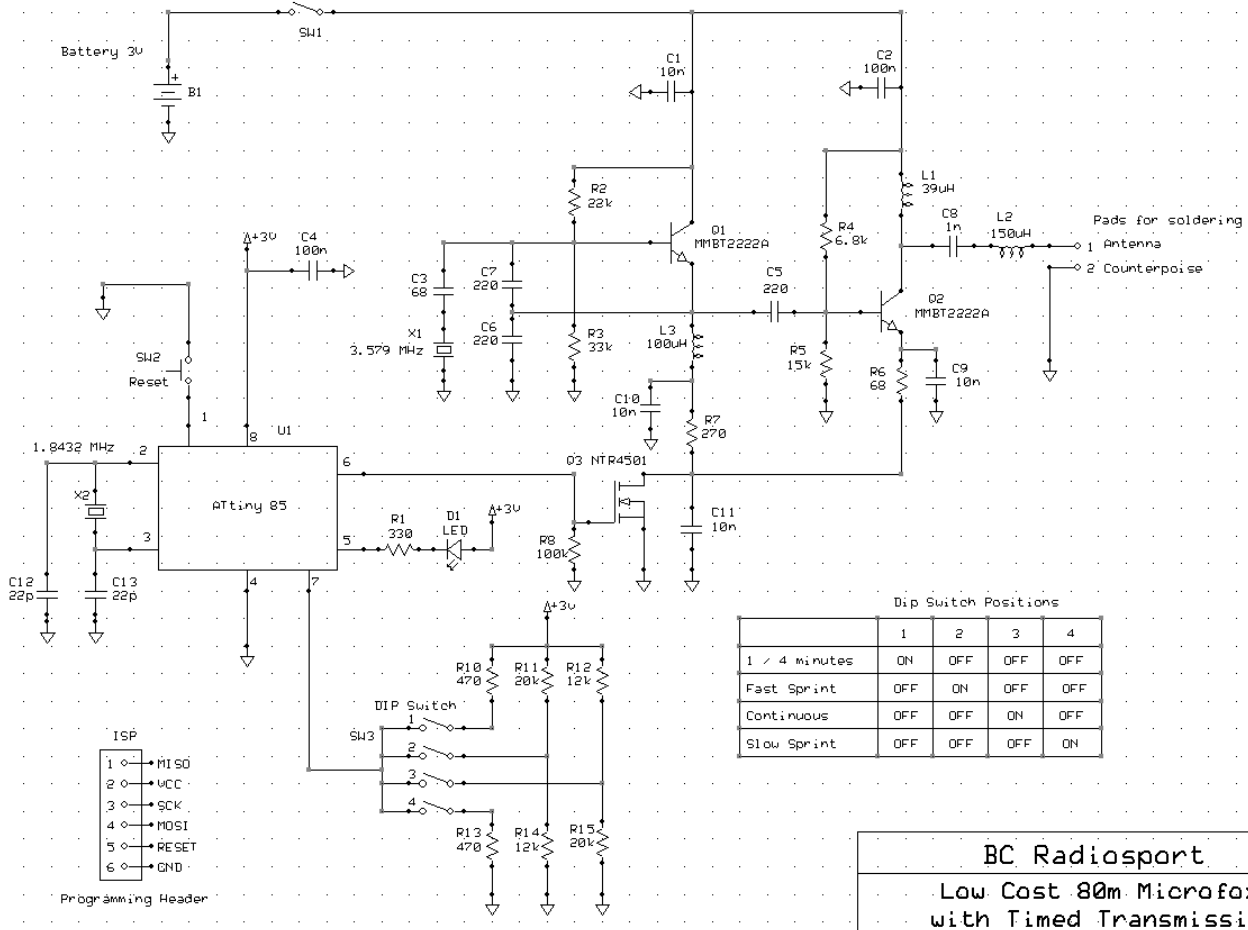 SW1
Battery 3V
+
B1
C1
10n
C2
100n
R2
22k
L1
39uH
Q1
MMBT2222A
R4
6.8k
C8
1n
L2
150uH
Pads for soldering
1 Antenna
2 Counterpoise
+3V
C4
100n
C3
68
C7
220
C5
220
Q2
MMBT2222A
X1
3.579 MHz
C6
220
R3
33k
L3
100uH
R5
15k
R6
68
C9
10n
SW2
Reset
C10
10n
R7
270
1
8
U1
1.8432 MHz
2
6
Q3 NTR4501
X2
ATtiny 85
3
5
R1
330
D1
LED
+3V
R8
100k
C11
10n
C12
22p
C13
22p
4
7
+3V
R10
470
R11
20k
R12
12k
DIP Switch
SW3
1
2
3
4
R13
470
R14
12k
R15
20k
Dip Switch Positions
1 2 3 4
1 / 4 minutes ON OFF OFF OFF
Fast Sprint OFF ON OFF OFF
Continuous OFF OFF ON OFF
Slow Sprint OFF OFF OFF ON
ISP
1 MISO
2 VCC
3 SCK
4 MOSI
5 RESET
6 GND
Programming Header
BC Radiosport
Low Cost 80m Microfox
with Timed Transmissi